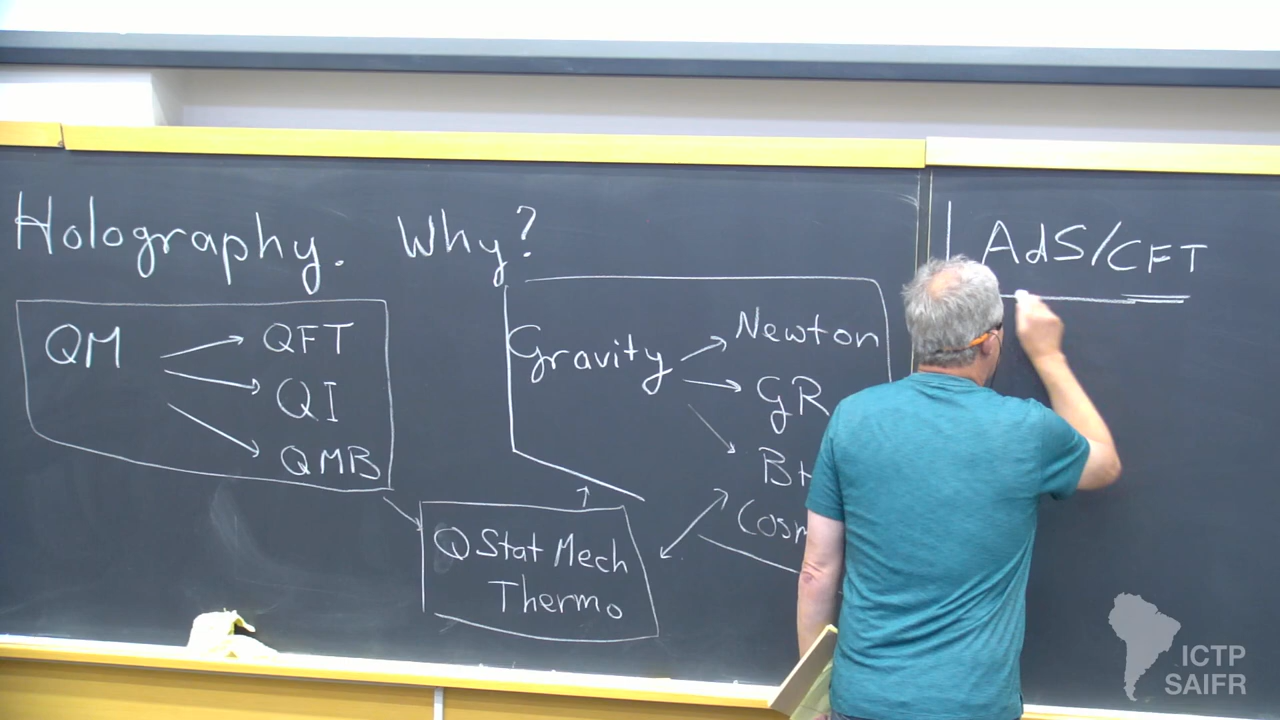 Holography. Why?
QM
QFT
QI
QMB
Gravity
Newton
GR
Q Stat Mech
Thermo
AdS/CFT
ICTP
SAIFR